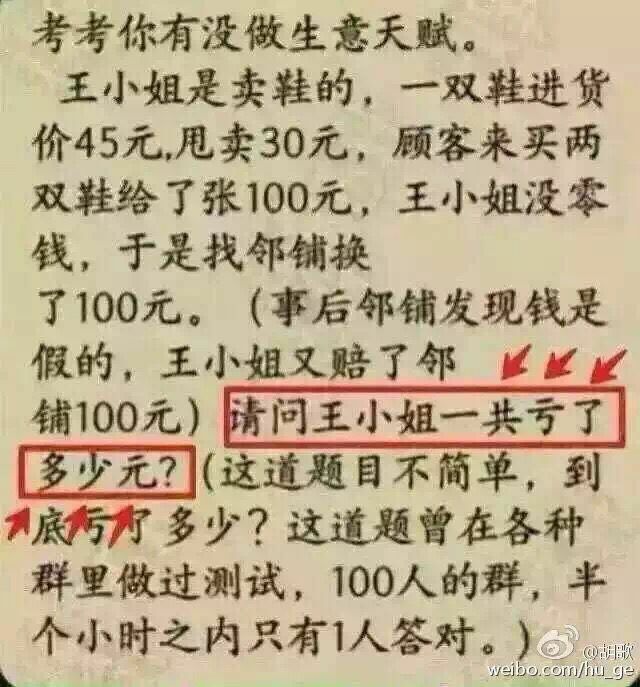 考考你有没做生意天赋。
王小姐是卖鞋的，一双鞋进货
价45元,甩卖30元，顾客来买两
双鞋给了张100元，王小姐没零
钱，于是找邻铺换
了100元。（事后邻铺发现钱是
假的，王小姐又赔了邻
铺100元）请问王小姐一共亏了
多少元？（这道题目不简单，到
底亏了多少？这道题曾在各种
群里做过测试，100人的群，半
个小时之内只有1人答对。）
@胡歌
weibo.com/hu_ge